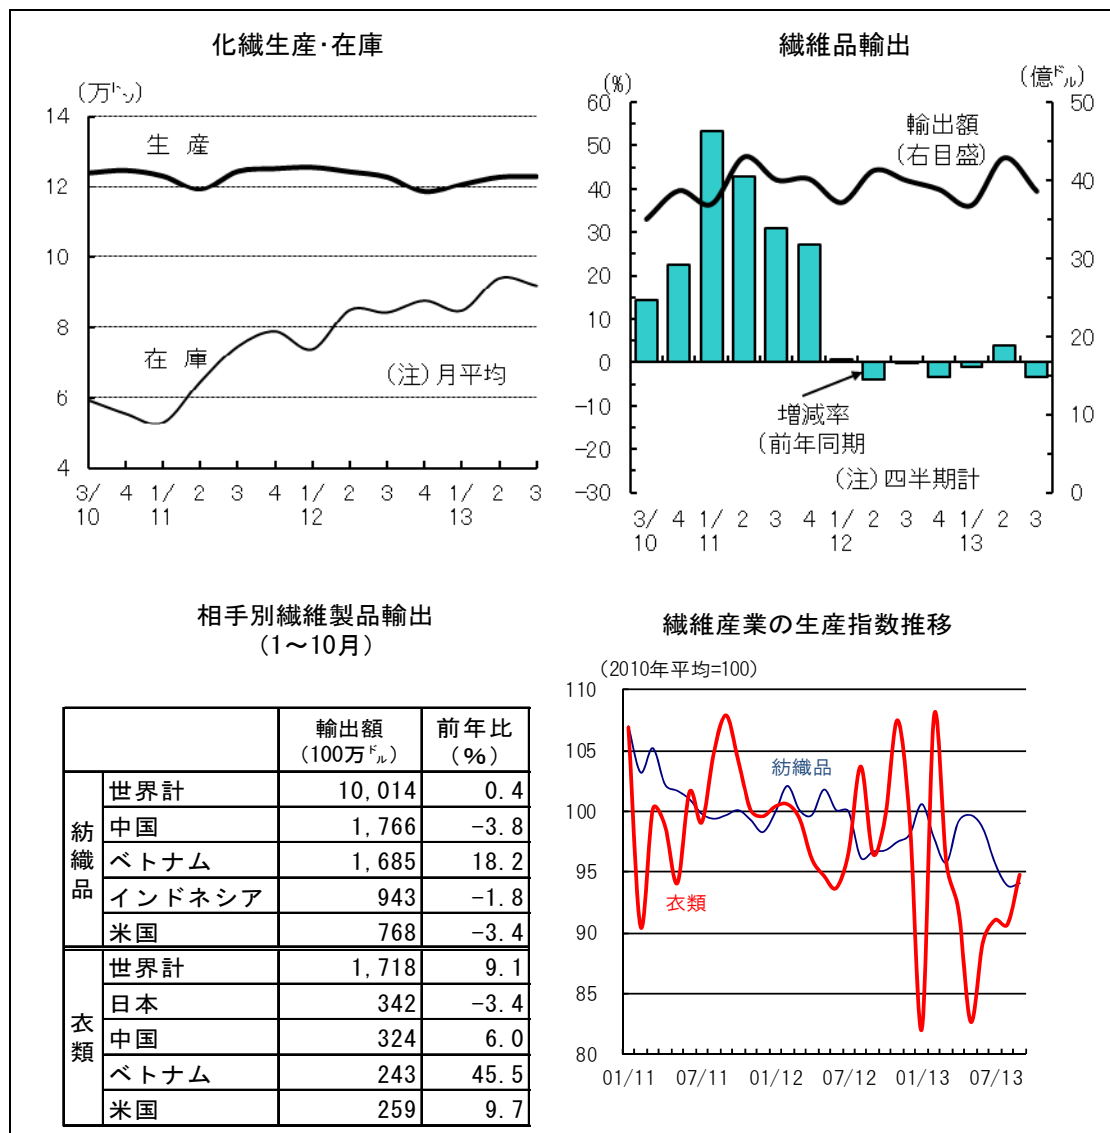 化繊生産・在庫
(万㌧)
14
12
10
8
6
4
生 産
在 庫
(注)月平均
3/ 4 1/ 2 3 4 1/ 2 3 4 1/ 2 3
10 11 12 13
繊維品輸出
(%)
(億㌦)
60
50
40
30
20
10
0
-10
-20
-30
50
40
30
20
10
0
輸出額
(右目盛)
増減率
(前年同期
(注)四半期計
3/ 4 1/ 2 3 4 1/ 2 3 4 1/ 2 3
10 11 12 13
相手別繊維製品輸出
(1～10月)
輸出額 前年比
(100万㌦) (%)
紡織品
世界計 10,014 0.4
中国 1,766 -3.8
ベトナム 1,685 18.2
インドネシア 943 -1.8
米国 768 -3.4
衣類
世界計 1,718 9.1
日本 342 -3.4
中国 324 6.0
ベトナム 243 45.5
米国 259 9.7
繊維産業の生産指数推移
(2010年平均=100)
110
105
100
95
90
85
80
紡織品
衣類
01/11 07/11 01/12 07/12 01/13 07/13